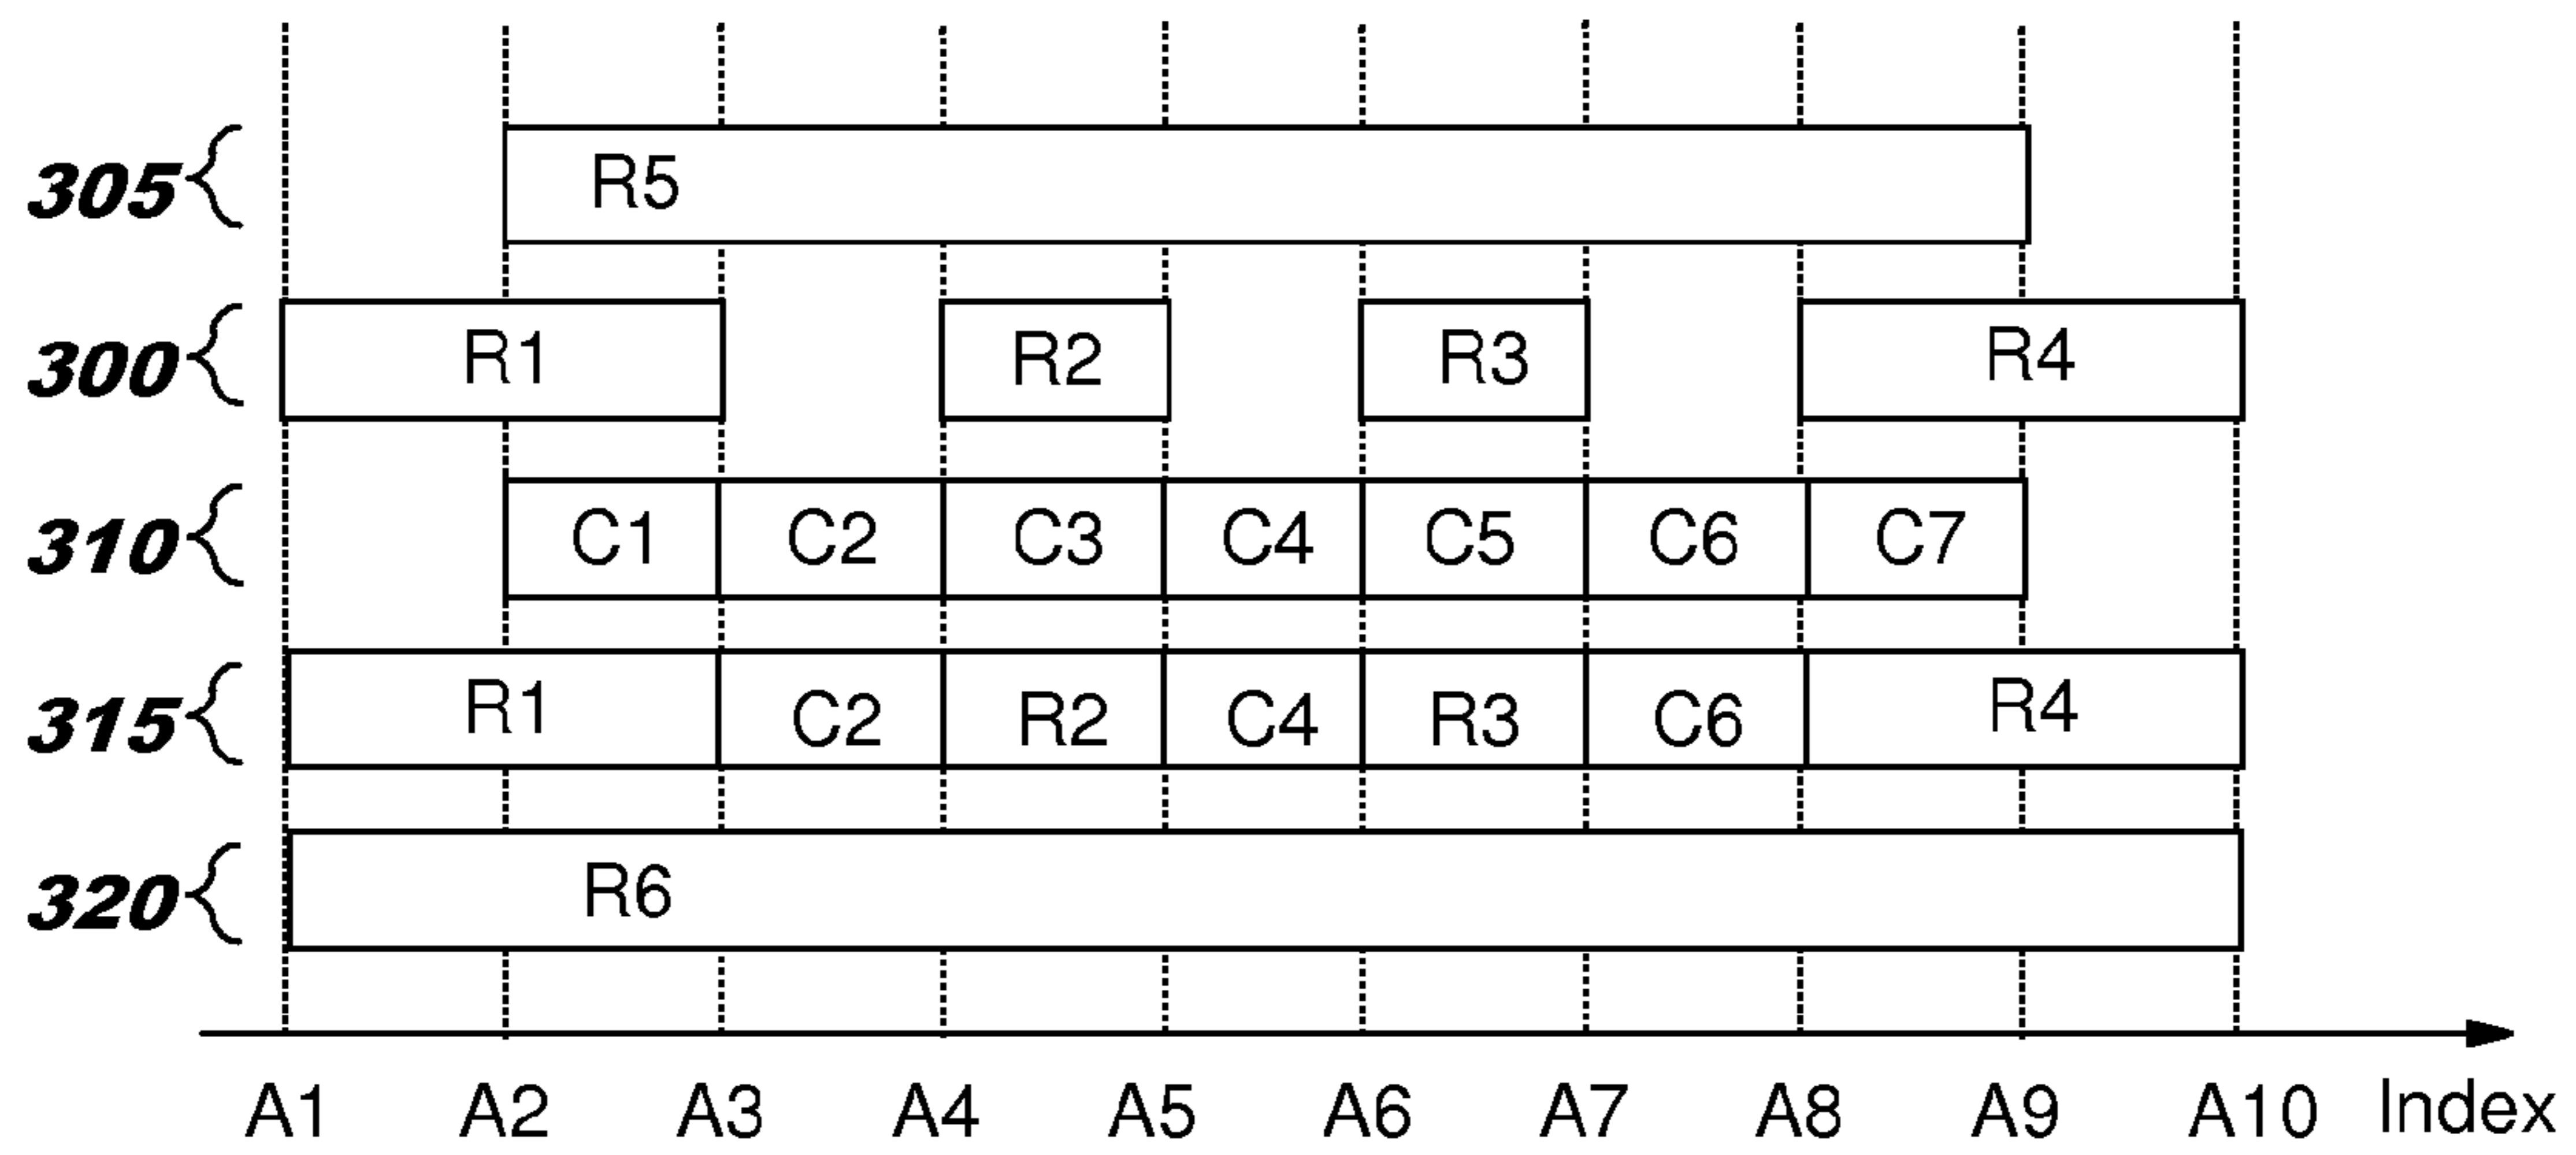 305 R5
300 R1 R2 R3 R4
310 C1 C2 C3 C4 C5 C6 C7
315 R1 C2 R2 C4 R3 C6 R4
320 R6
A1 A2 A3 A4 A5 A6 A7 A8 A9 A10 Index